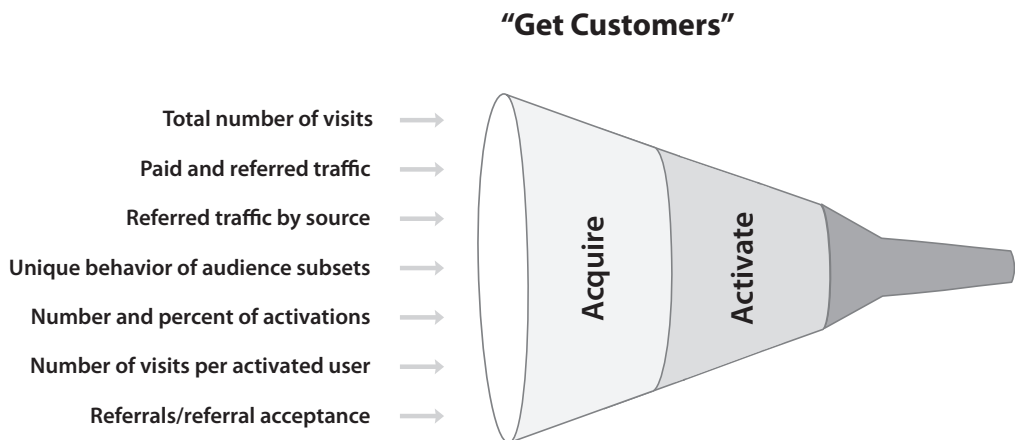 “Get Customers”
Total number of visits
Paid and referred traffic
Referred traffic by source
Unique behavior of audience subsets
Number and percent of activations
Number of visits per activated user
Referrals/referral acceptance
Acquire
Activate